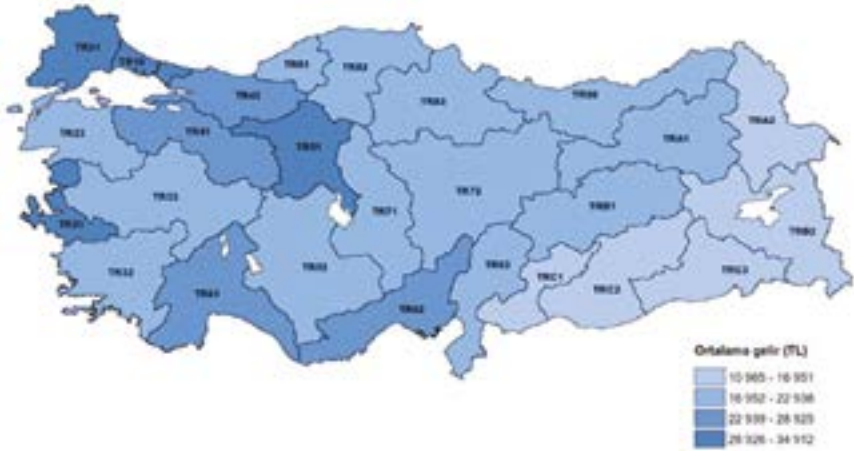 TR21
TR10
TR81
TR82
TR42
TR90
TR83
TRA2
TR22
TR41
TR51
TRA1
TR33
TR72
TR71
TRB1
TR31
TRB2
TR32
TR52
TR63
TRC1
TRC3
TR61
TRC2
TR62
Ortalama gelir (TL)
10 965 - 16 951
16 952 - 22 938
22 939 - 28 925
28 926 - 34 912